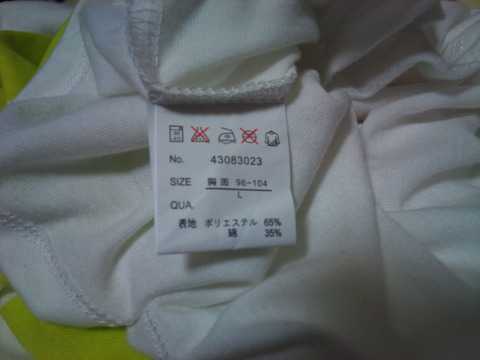 No. 43083023
SIZE 胸囲 96-104
L
QUA.
表地 ポリエステル 65%
綿 35%